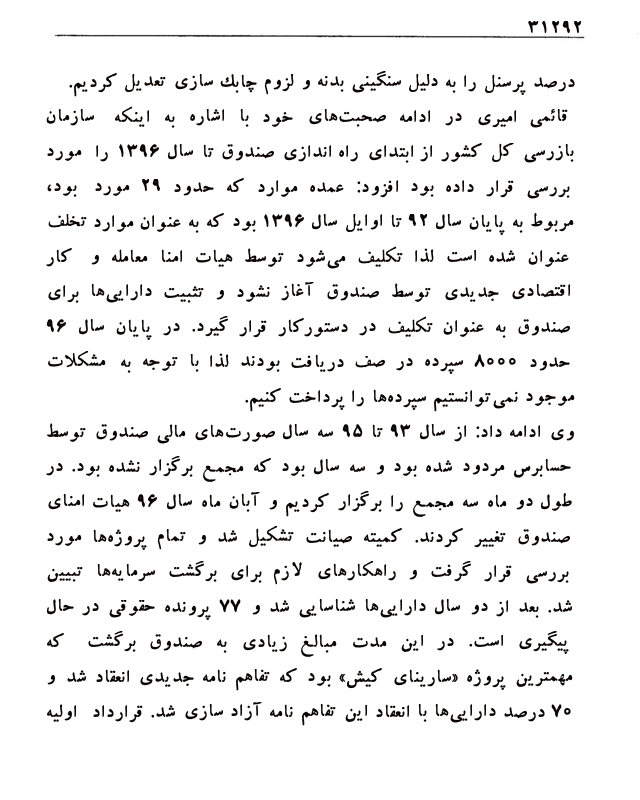 ۳۱۲۹۲
درصد پرسنل را به دلیل سنگینی بدنه و لزوم چابك سازی تعدیل کردیم.
قائمی امیری در ادامه صحبت‌های خود با اشاره به اینکه سازمان
بازرسی کل کشور از ابتدای راه اندازی صندوق تا سال ۱۳۹۶ را مورد
بررسی قرار داده بود افزود: عمده موارد که حدود ۲۹ مورد بود،
مربوط به پایان سال ۹۲ تا اوایل سال ۱۳۹۶ بود که به عنوان موارد تخلف
عنوان شده است لذا تکلیف می‌شود توسط هیات امنا معامله و کار
اقتصادی جدیدی توسط صندوق آغاز نشود و تثبیت دارایی‌ها برای
صندوق به عنوان تکلیف در دستورکار قرار گیرد. در پایان سال ۹۶
حدود ۸۰۰۰ سپرده در صف دریافت بودند لذا با توجه به مشکلات
موجود نمی‌توانستیم سپرده‌ها را پرداخت کنیم.
وی ادامه داد: از سال ۹۳ تا ۹۵ سه سال صورت‌های مالی صندوق توسط
حسابرس مردود شده بود و سه سال بود که مجمع برگزار نشده بود. در
طول دو ماه سه مجمع را برگزار کردیم و آبان ماه سال ۹۶ هیات امنای
صندوق تغییر کردند. کمیته صیانت تشکیل شد و تمام پروژه‌ها مورد
بررسی قرار گرفت و راهکارهای لازم برای برگشت سرمایه‌ها تبیین
شد. بعد از دو سال دارایی‌ها شناسایی شد و ۷۷ پرونده حقوقی در حال
پیگیری است. در این مدت مبالغ زیادی به صندوق برگشت که
مهمترین پروژه «سارینای کیش» بود که تفاهم نامه جدیدی انعقاد شد و
۷۰ درصد دارایی‌ها با انعقاد این تفاهم نامه آزاد سازی شد. قرارداد اولیه